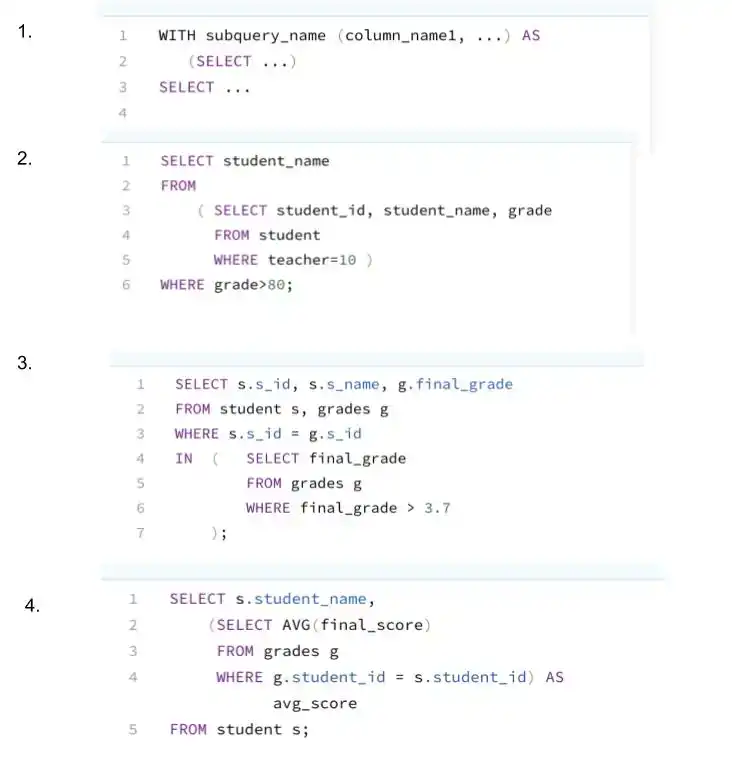 1.
1 WITH subquery_name (column_name1, ...) AS
2 (SELECT ...)
3 SELECT ...
4
2.
1 SELECT student_name
2 FROM
3 ( SELECT student_id, student_name, grade
4 FROM student
5 WHERE teacher=10 )
6 WHERE grade>80;
3.
1 SELECT s.s_id, s.s_name, g.final_grade
2 FROM student s, grades g
3 WHERE s.s_id = g.s_id
4 IN ( SELECT final_grade
5 FROM grades g
6 WHERE final_grade > 3.7
7 );
4.
1 SELECT s.student_name,
2 (SELECT AVG(final_score)
3 FROM grades g
4 WHERE g.student_id = s.student_id) AS
avg_score
5 FROM student s;